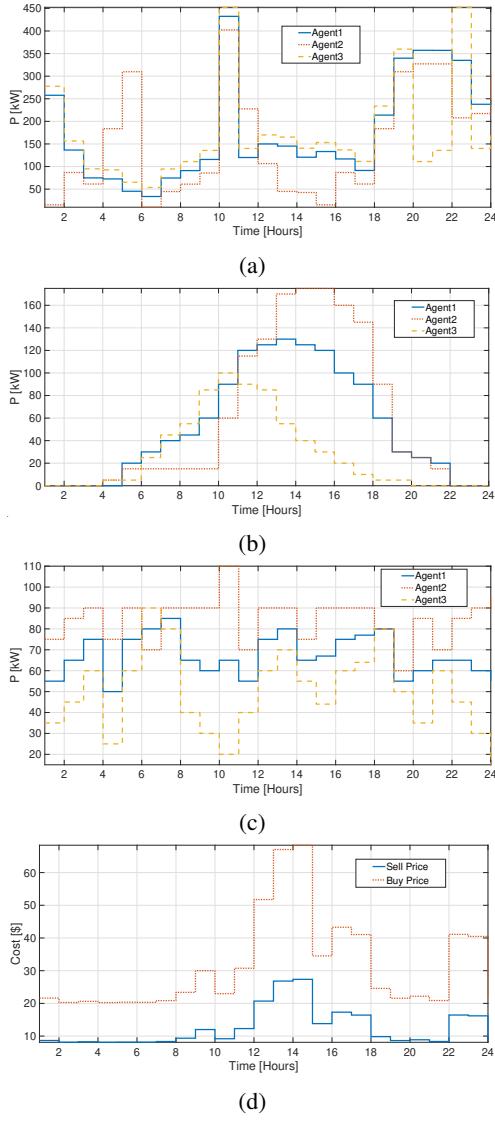 450
400
350
300
250
200
150
100
50
P [kW]
Agent1
Agent2
Agent3
2 4 6 8 10 12 14 16 18 20 22 24
Time [Hours]
(a)
160
140
120
100
80
60
40
20
0
P [kW]
Agent1
Agent2
Agent3
2 4 6 8 10 12 14 16 18 20 22 24
Time [Hours]
(b)
110
100
90
80
70
60
50
40
30
20
P [kW]
Agent1
Agent2
Agent3
2 4 6 8 10 12 14 16 18 20 22 24
Time [Hours]
(c)
60
50
40
30
20
10
Cost [$]
Sell Price
Buy Price
2 4 6 8 10 12 14 16 18 20 22 24
Time [Hours]
(d)